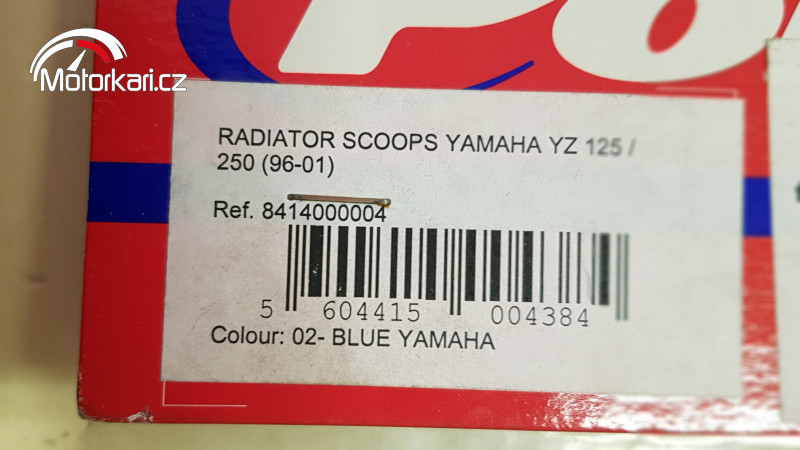 Motorkari.cz
RADIATOR SCOOPS YAMAHA YZ 125 /
250 (96-01)
Ref. 8414000004
5 604415 004384
Colour: 02- BLUE YAMAHA